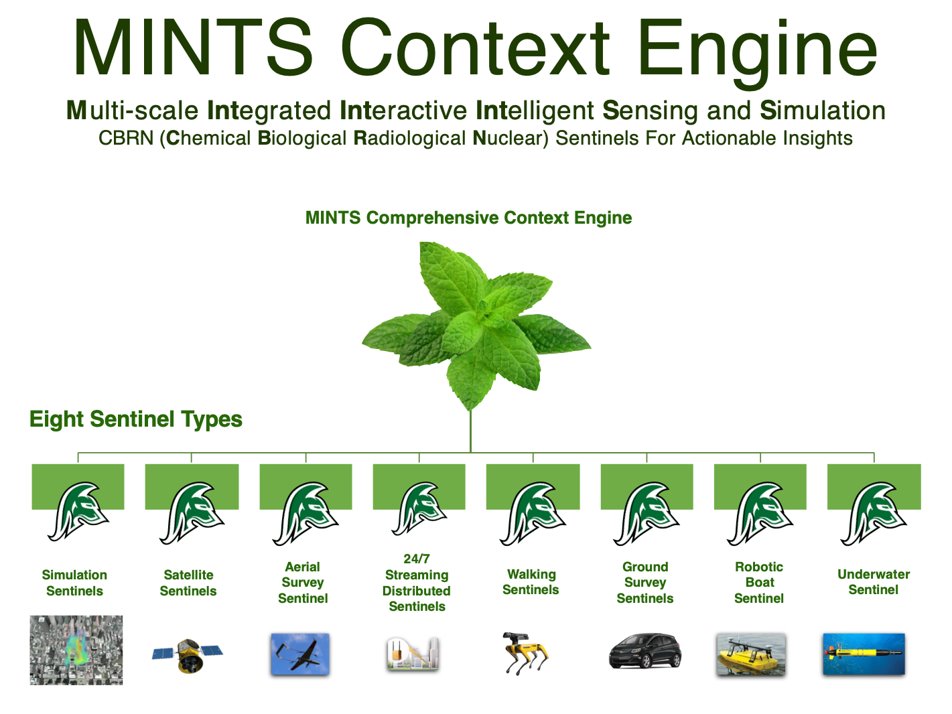 MINTS Context Engine
Multi-scale Integrated Interactive Intelligent Sensing and Simulation
CBRN (Chemical Biological Radiological Nuclear) Sentinels For Actionable Insights
MINTS Comprehensive Context Engine
Eight Sentinel Types
Simulation
Sentinels
Satellite
Sentinels
Aerial
Survey
Sentinel
24/7
Streaming
Distributed
Sentinels
Walking
Sentinels
Ground
Survey
Sentinels
Robotic
Boat
Sentinel
Underwater
Sentinel